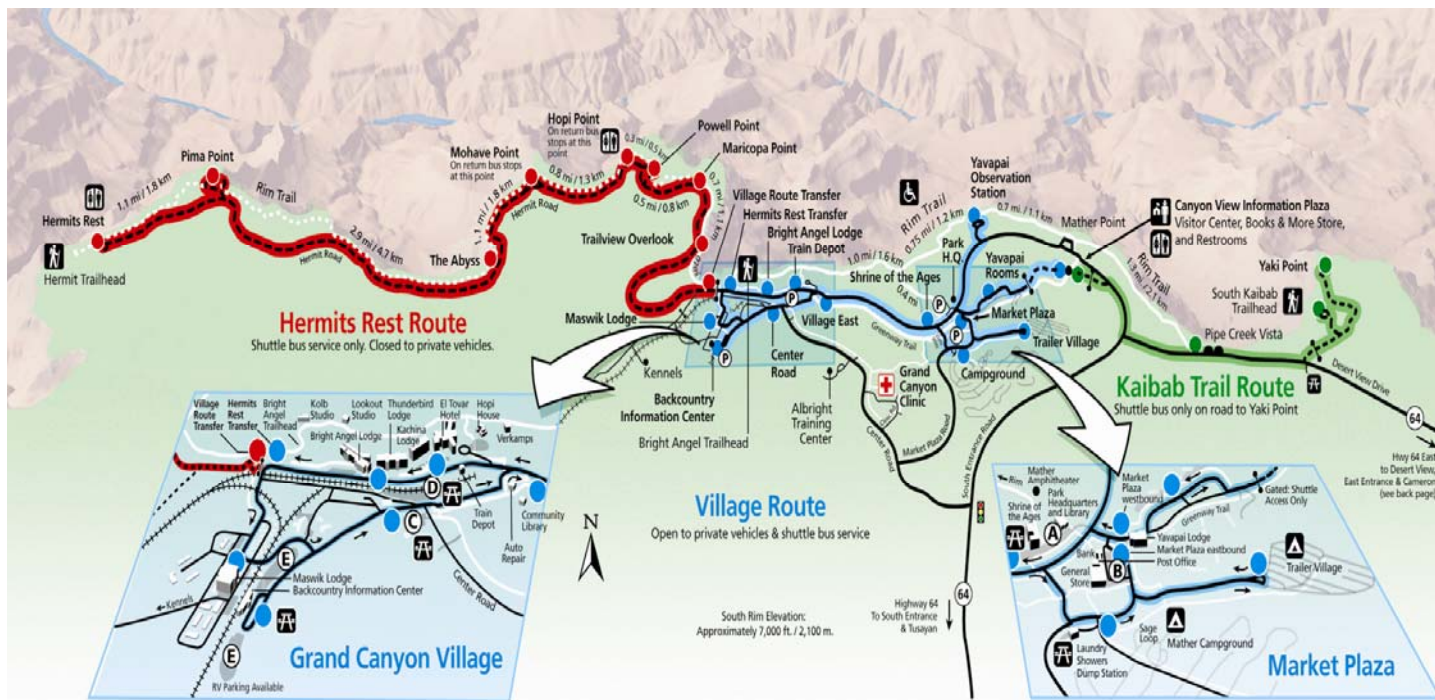 Hopi Point
On return bus
stops at this
point
0.3 mi/0.5 km
Powell Point
Pima Point
Mohave Point
On return bus stops
at this point
0.8 mi/1.3 km
Maricopa Point
0.7 mi/1.1 km
0.5 mi/0.8 km
1.1 mi/1.8 km
Rim Trail
Hermits Rest
Hermit Trailhead
Hermit Road
2.9 mi/4.7 km
Hermit Road
1.1 mi/1.8 km
The Abyss
Trailview Overlook
Village Route Transfer
Hermits Rest Transfer
Bright Angel Lodge
Train Depot
Yavapai
Observation
Station
Rim Trail
0.75 mi/1.2 km
0.7 mi/1.1 km
Mather Point
1.0 mi/1.6 km
Park
H.Q.
Shrine of the Ages
Yavapai
Rooms
0.4 mi
Canyon View Information Plaza
Visitor Center, Books & More Store,
and Restrooms
Rim Trail
1.3 mi/2.1 km
Yaki Point
South Kaibab
Trailhead
Pipe Creek Vista
Desert View Drive
64
Hwy 64 East
to Desert View,
East Entrance & Cameron
(see back page)
Hermits Rest Route
Shuttle bus service only. Closed to private vehicles.
Maswik Lodge
P
P
P
P
Village East
Greenway Trail
Market Plaza
Trailer Village
Campground
Kennels
Center
Road
Backcountry
Information Center
Bright Angel Trailhead
Albright
Training
Center
Grand
Canyon
Clinic
Center Road
Market Plaza Road
South Entrance Road
Kaibab Trail Route
Shuttle bus only on road to Yaki Point
Village Route
Open to private vehicles & shuttle bus service
N
South Rim Elevation:
Approximately 7,000 ft. / 2,100 m.
Highway 64
To South Entrance
& Tusayan
64
Village
Route
Transfer
Hermits
Rest
Transfer
Bright
Angel
Trailhead
Kolb
Studio
Lookout
Studio
Thunderbird
Lodge
El Tovar
Hotel
Hopi
House
Bright Angel Lodge
Kachina
Lodge
Verkamps
D
Train
Depot
Community
Library
C
Auto
Repair
E
Maswik Lodge
Backcountry Information Center
Kennels
Center Road
E
RV Parking Available
Grand Canyon Village
Rim
Mather
Amphitheater
Park
Headquarters
and Library
Shrine of
the Ages
A
Market
Plaza
westbound
Gated: Shuttle
Access Only
Greenway Trail
Yavapai Lodge
Market Plaza eastbound
Bank
Post Office
B
General
Store
Trailer Village
Sage
Loop
Mather Campground
Laundry
Showers
Dump Station
Market Plaza